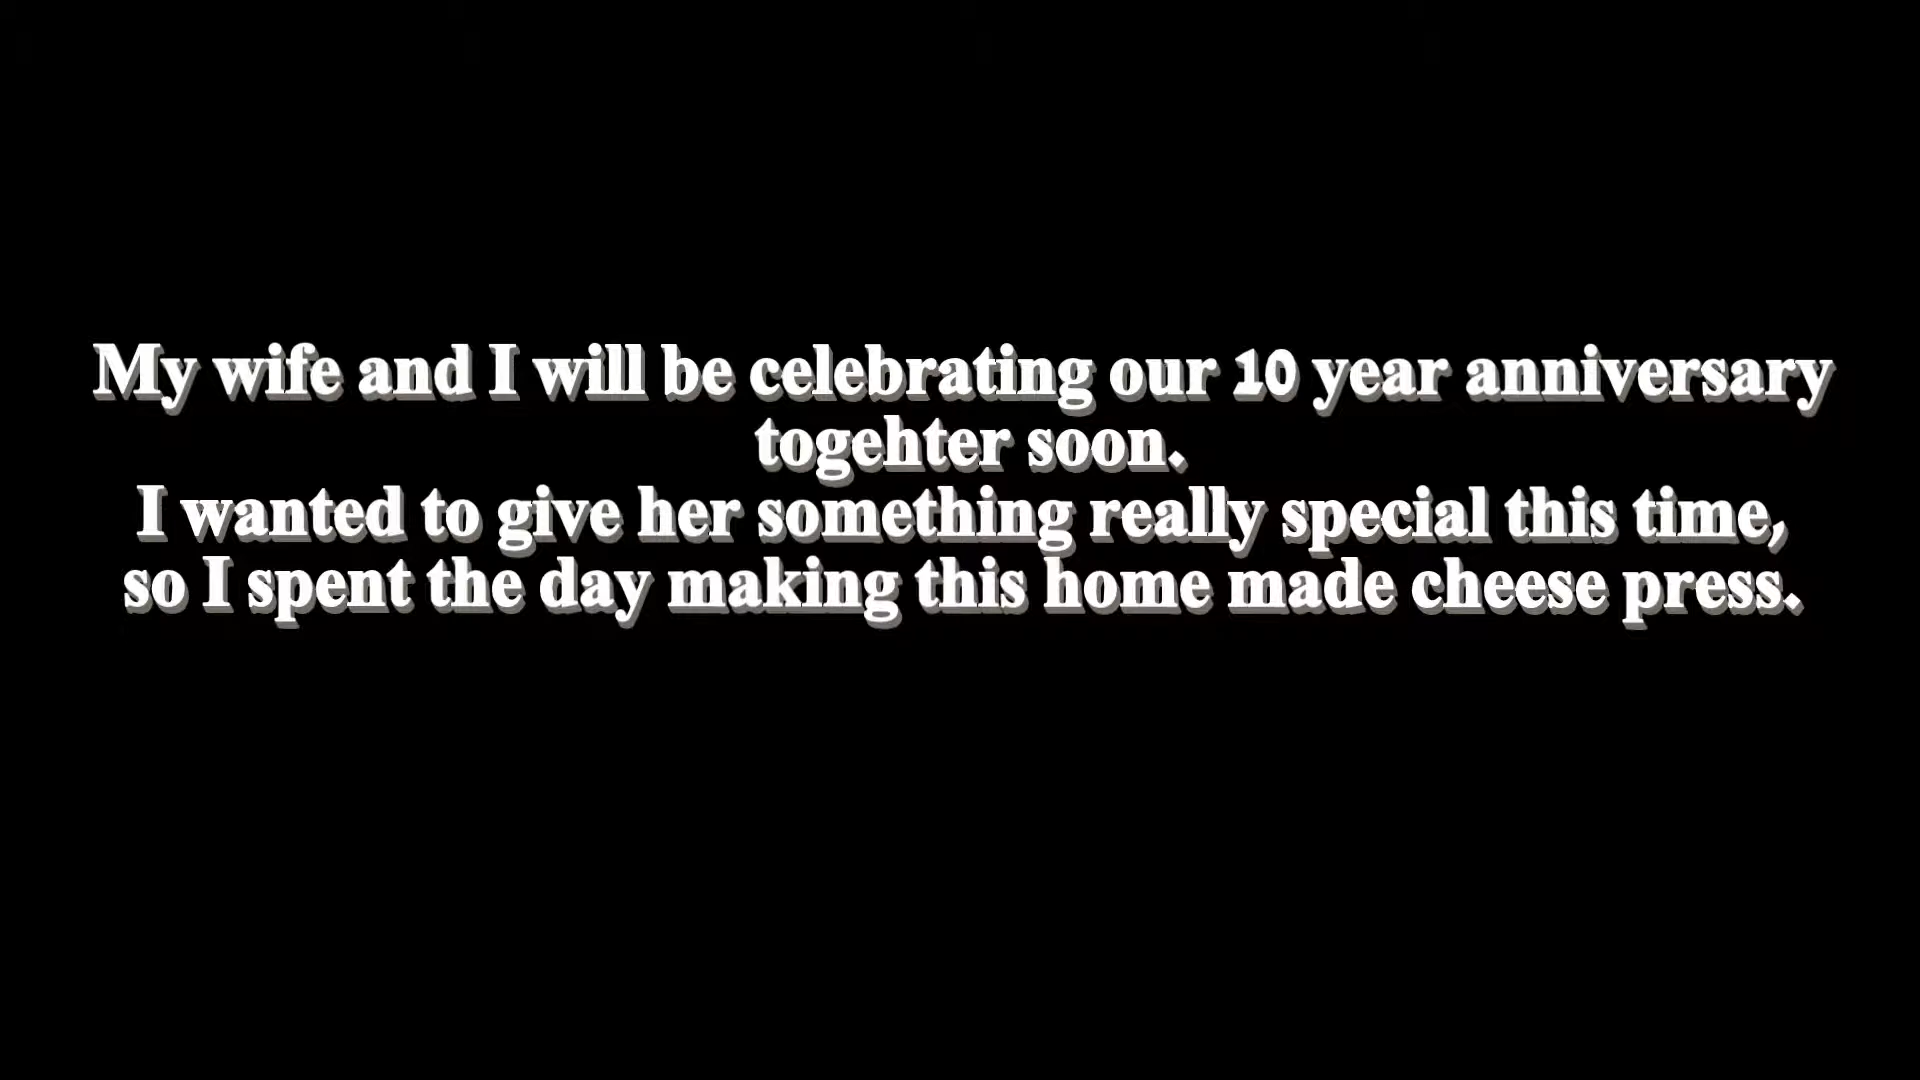 My wife and I will be celebrating our 10 year anniversary
togehter soon.
I wanted to give her something really special this time,
so I spent the day making this home made cheese press.